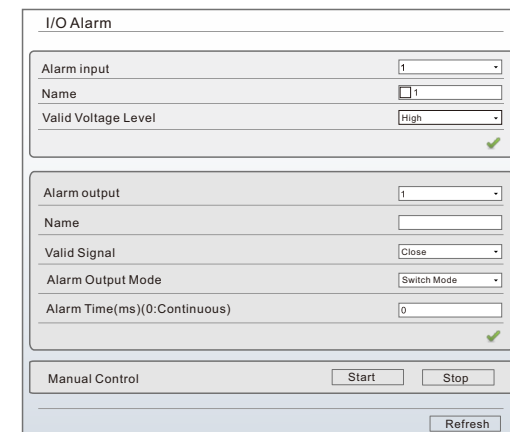 I/O Alarm
Alarm input 1
Name 1
Valid Voltage Level High
Alarm output 1
Name
Valid Signal Close
Alarm Output Mode Switch Mode
Alarm Time(ms)(0:Continuous) 0
Manual Control Start Stop
Refresh